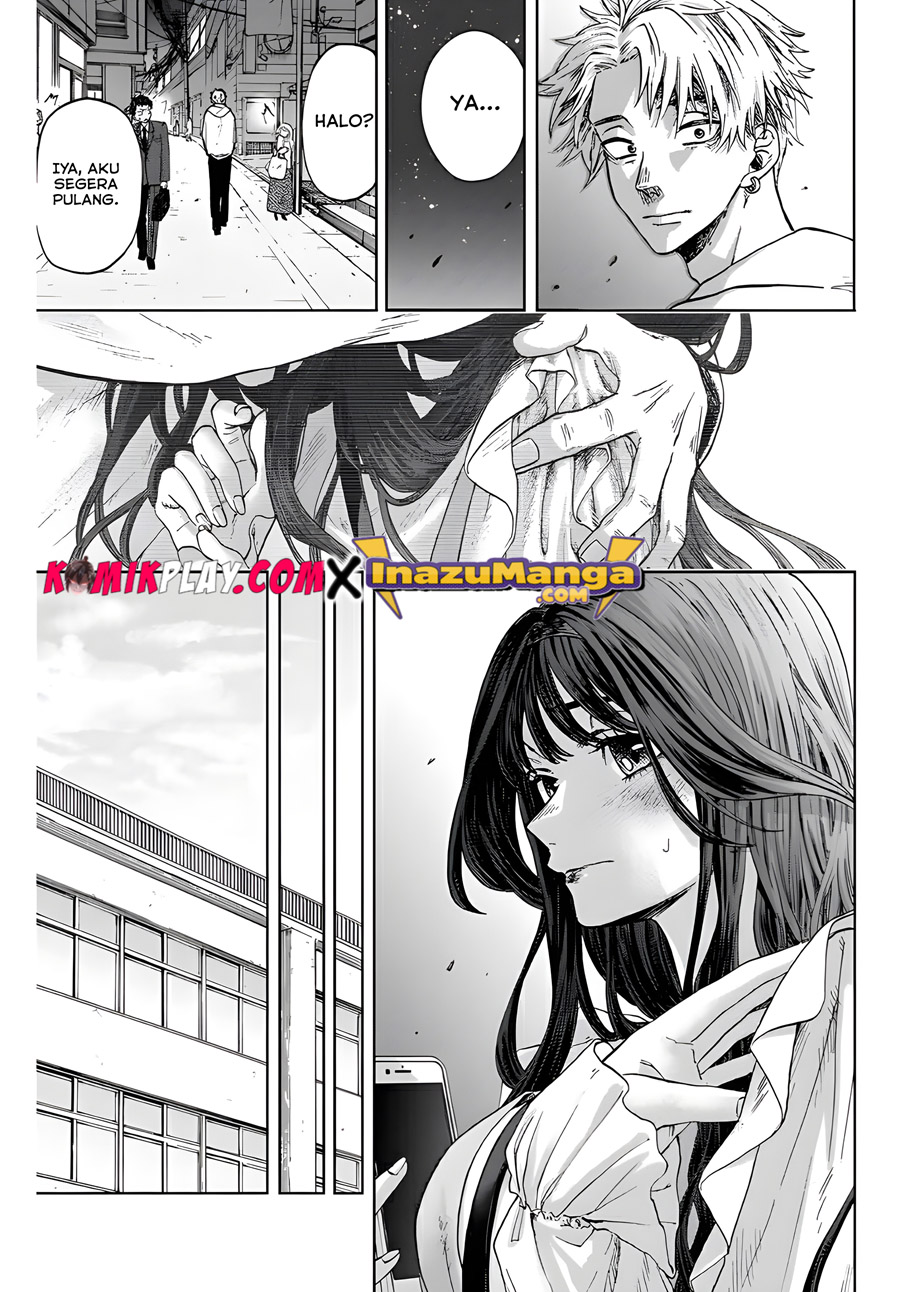 YA...
HALO?
IYA, AKU
SEGERA
PULANG.
KOMIKPLAY.COM X INAZUMANGA
.COM